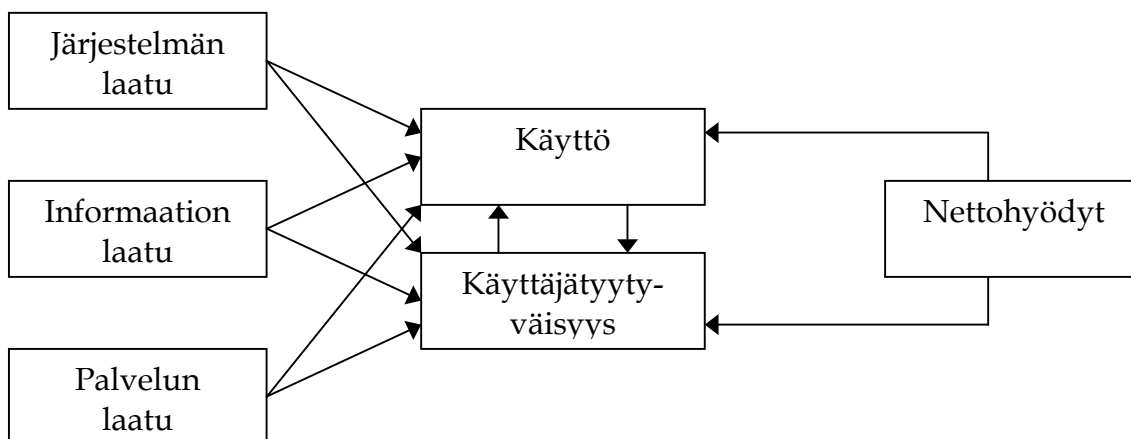 Järjestelmän
laatu
Informaation
laatu
Palvelun
laatu
Käyttö
Käyttäjätyyty-
väisyys
Nettohyödyt